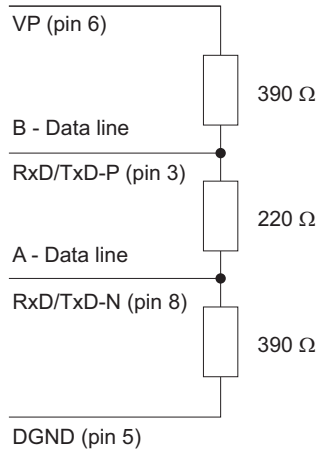 VP (pin 6)
390 Ω
B - Data line
RxD/TxD-P (pin 3)
220 Ω
A - Data line
RxD/TxD-N (pin 8)
390 Ω
DGND (pin 5)